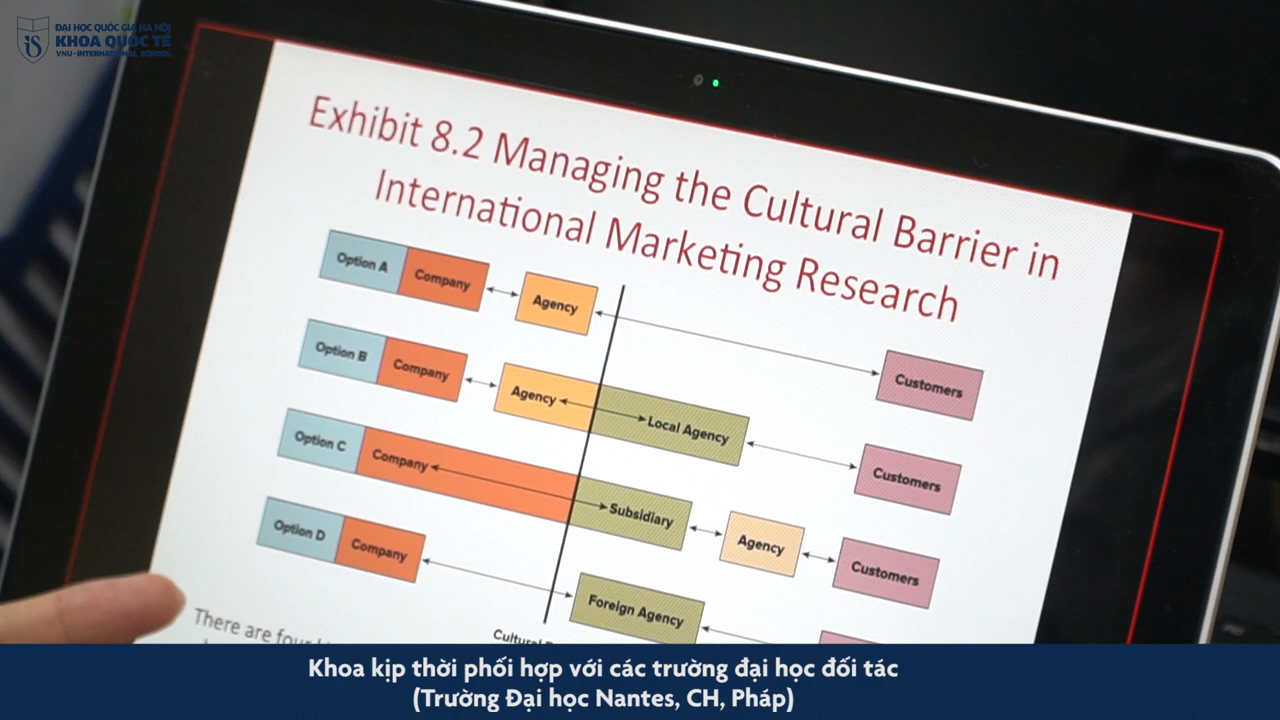 ĐẠI HỌC QUỐC GIA HÀ NỘI
KHOA QUỐC TẾ
VNU-INTERNATIONAL SCHOOL
Exhibit 8.2 Managing the Cultural Barrier in
International Marketing Research
Option A Company Agency Customers
Option B Company Agency Local Agency Customers
Option C Company Subsidiary Agency Customers
Option D Company Foreign Agency
Cultural
There are four
Khoa kịp thời phối hợp với các trường đại học đối tác
(Trường Đại học Nantes, CH, Pháp)